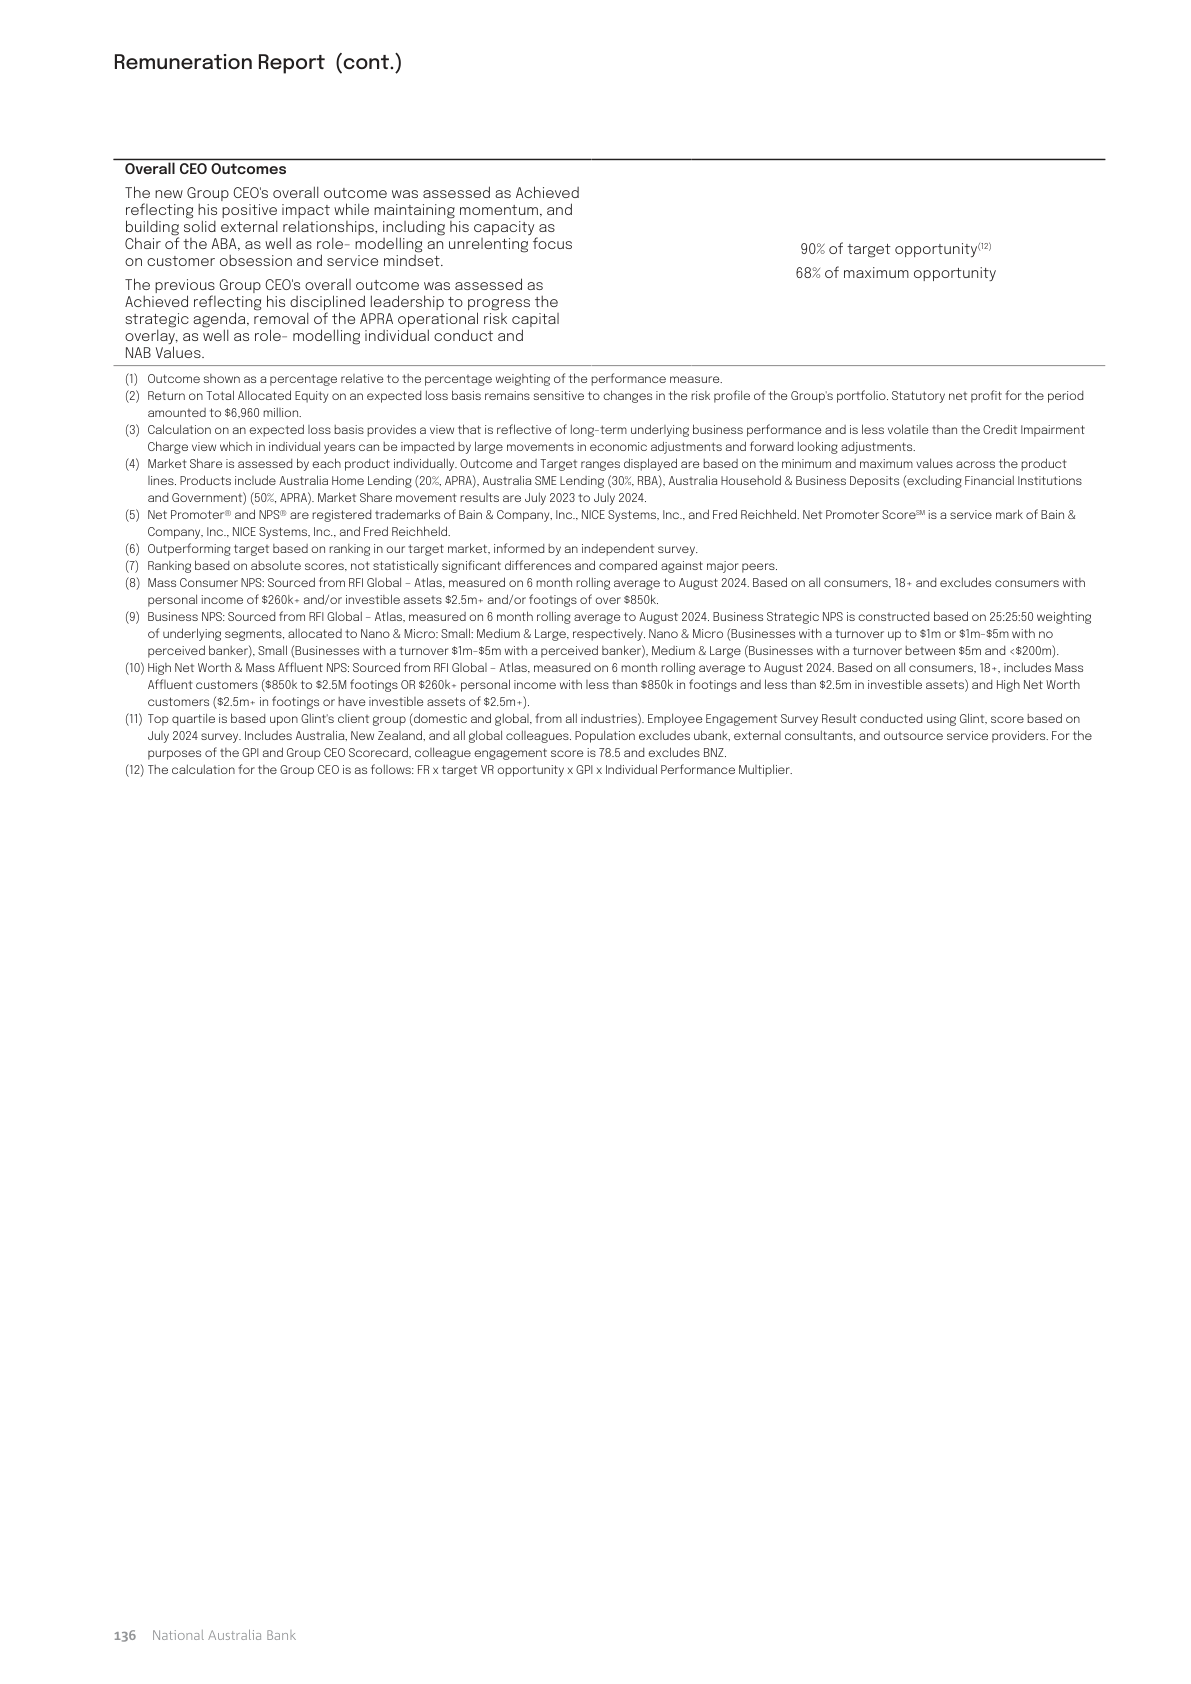 Remuneration Report (cont.)
Overall CEO Outcomes
The new Group CEO's overall outcome was assessed as Achieved
reflecting his positive impact while maintaining momentum, and
building solid external relationships, including his capacity as
Chair of the ABA, as well as role- modelling an unrelenting focus
on customer obsession and service mindset.
The previous Group CEO's overall outcome was assessed as
Achieved reflecting his disciplined leadership to progress the
strategic agenda, removal of the APRA operational risk capital
overlay, as well as role- modelling individual conduct and
NAB Values.
90% of target opportunity(12)
68% of maximum opportunity
(1) Outcome shown as a percentage relative to the percentage weighting of the performance measure.
(2) Return on Total Allocated Equity on an expected loss basis remains sensitive to changes in the risk profile of the Group's portfolio. Statutory net profit for the period
amounted to $6,960 million.
(3) Calculation on an expected loss basis provides a view that is reflective of long-term underlying business performance and is less volatile than the Credit Impairment
Charge view which in individual years can be impacted by large movements in economic adjustments and forward looking adjustments.
(4) Market Share is assessed by each product individually. Outcome and Target ranges displayed are based on the minimum and maximum values across the product
lines. Products include Australia Home Lending (20%, APRA), Australia SME Lending (30%, RBA), Australia Household & Business Deposits (excluding Financial Institutions
and Government) (50%, APRA). Market Share movement results are July 2023 to July 2024.
(5) Net Promoter® and NPS® are registered trademarks of Bain & Company, Inc., NICE Systems, Inc., and Fred Reichheld. Net Promoter Score℠ is a service mark of Bain &
Company, Inc., NICE Systems, Inc., and Fred Reichheld.
(6) Outperforming target based on ranking in our target market, informed by an independent survey.
(7) Ranking based on absolute scores, not statistically significant differences and compared against major peers.
(8) Mass Consumer NPS: Sourced from RFI Global – Atlas, measured on 6 month rolling average to August 2024. Based on all consumers, 18+ and excludes consumers with
personal income of $260k+ and/or investible assets $2.5m+ and/or footings of over $850k.
(9) Business NPS: Sourced from RFI Global – Atlas, measured on 6 month rolling average to August 2024. Business Strategic NPS is constructed based on 25:25:50 weighting
of underlying segments, allocated to Nano & Micro: Small: Medium & Large, respectively. Nano & Micro (Businesses with a turnover up to $1m or $1m-$5m with no
perceived banker), Small (Businesses with a turnover $1m-$5m with a perceived banker), Medium & Large (Businesses with a turnover between $5m and <$200m).
(10) High Net Worth & Mass Affluent NPS: Sourced from RFI Global – Atlas, measured on 6 month rolling average to August 2024. Based on all consumers, 18+, includes Mass
Affluent customers ($850k to $2.5M footings OR $260k+ personal income with less than $850k in footings and less than $2.5m in investible assets) and High Net Worth
customers ($2.5m+ in footings or have investible assets of $2.5m+).
(11) Top quartile is based upon Glint's client group (domestic and global, from all industries). Employee Engagement Survey Result conducted using Glint, score based on
July 2024 survey. Includes Australia, New Zealand, and all global colleagues. Population excludes ubank, external consultants, and outsource service providers. For the
purposes of the GPI and Group CEO Scorecard, colleague engagement score is 78.5 and excludes BNZ.
(12) The calculation for the Group CEO is as follows: FR x target VR opportunity x GPI x Individual Performance Multiplier.
136 National Australia Bank